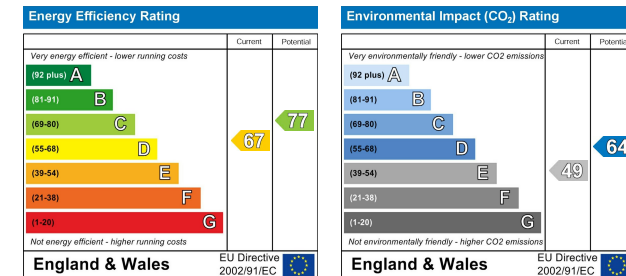 Energy Efficiency Rating
Current Potential
Very energy efficient - lower running costs
(92 plus) A
(81-91) B
(69-80) C
(55-68) D
(39-54) E
(21-38) F
(1-20) G
67
77
Not energy efficient - higher running costs
England & Wales
EU Directive
2002/91/EC
Environmental Impact (CO2) Rating
Current Potential
Very environmentally friendly - lower CO2 emissions
(92 plus) A
(81-91) B
(69-80) C
(55-68) D
(39-54) E
(21-38) F
(1-20) G
49
64
Not environmentally friendly - higher CO2 emissions
England & Wales
EU Directive
2002/91/EC